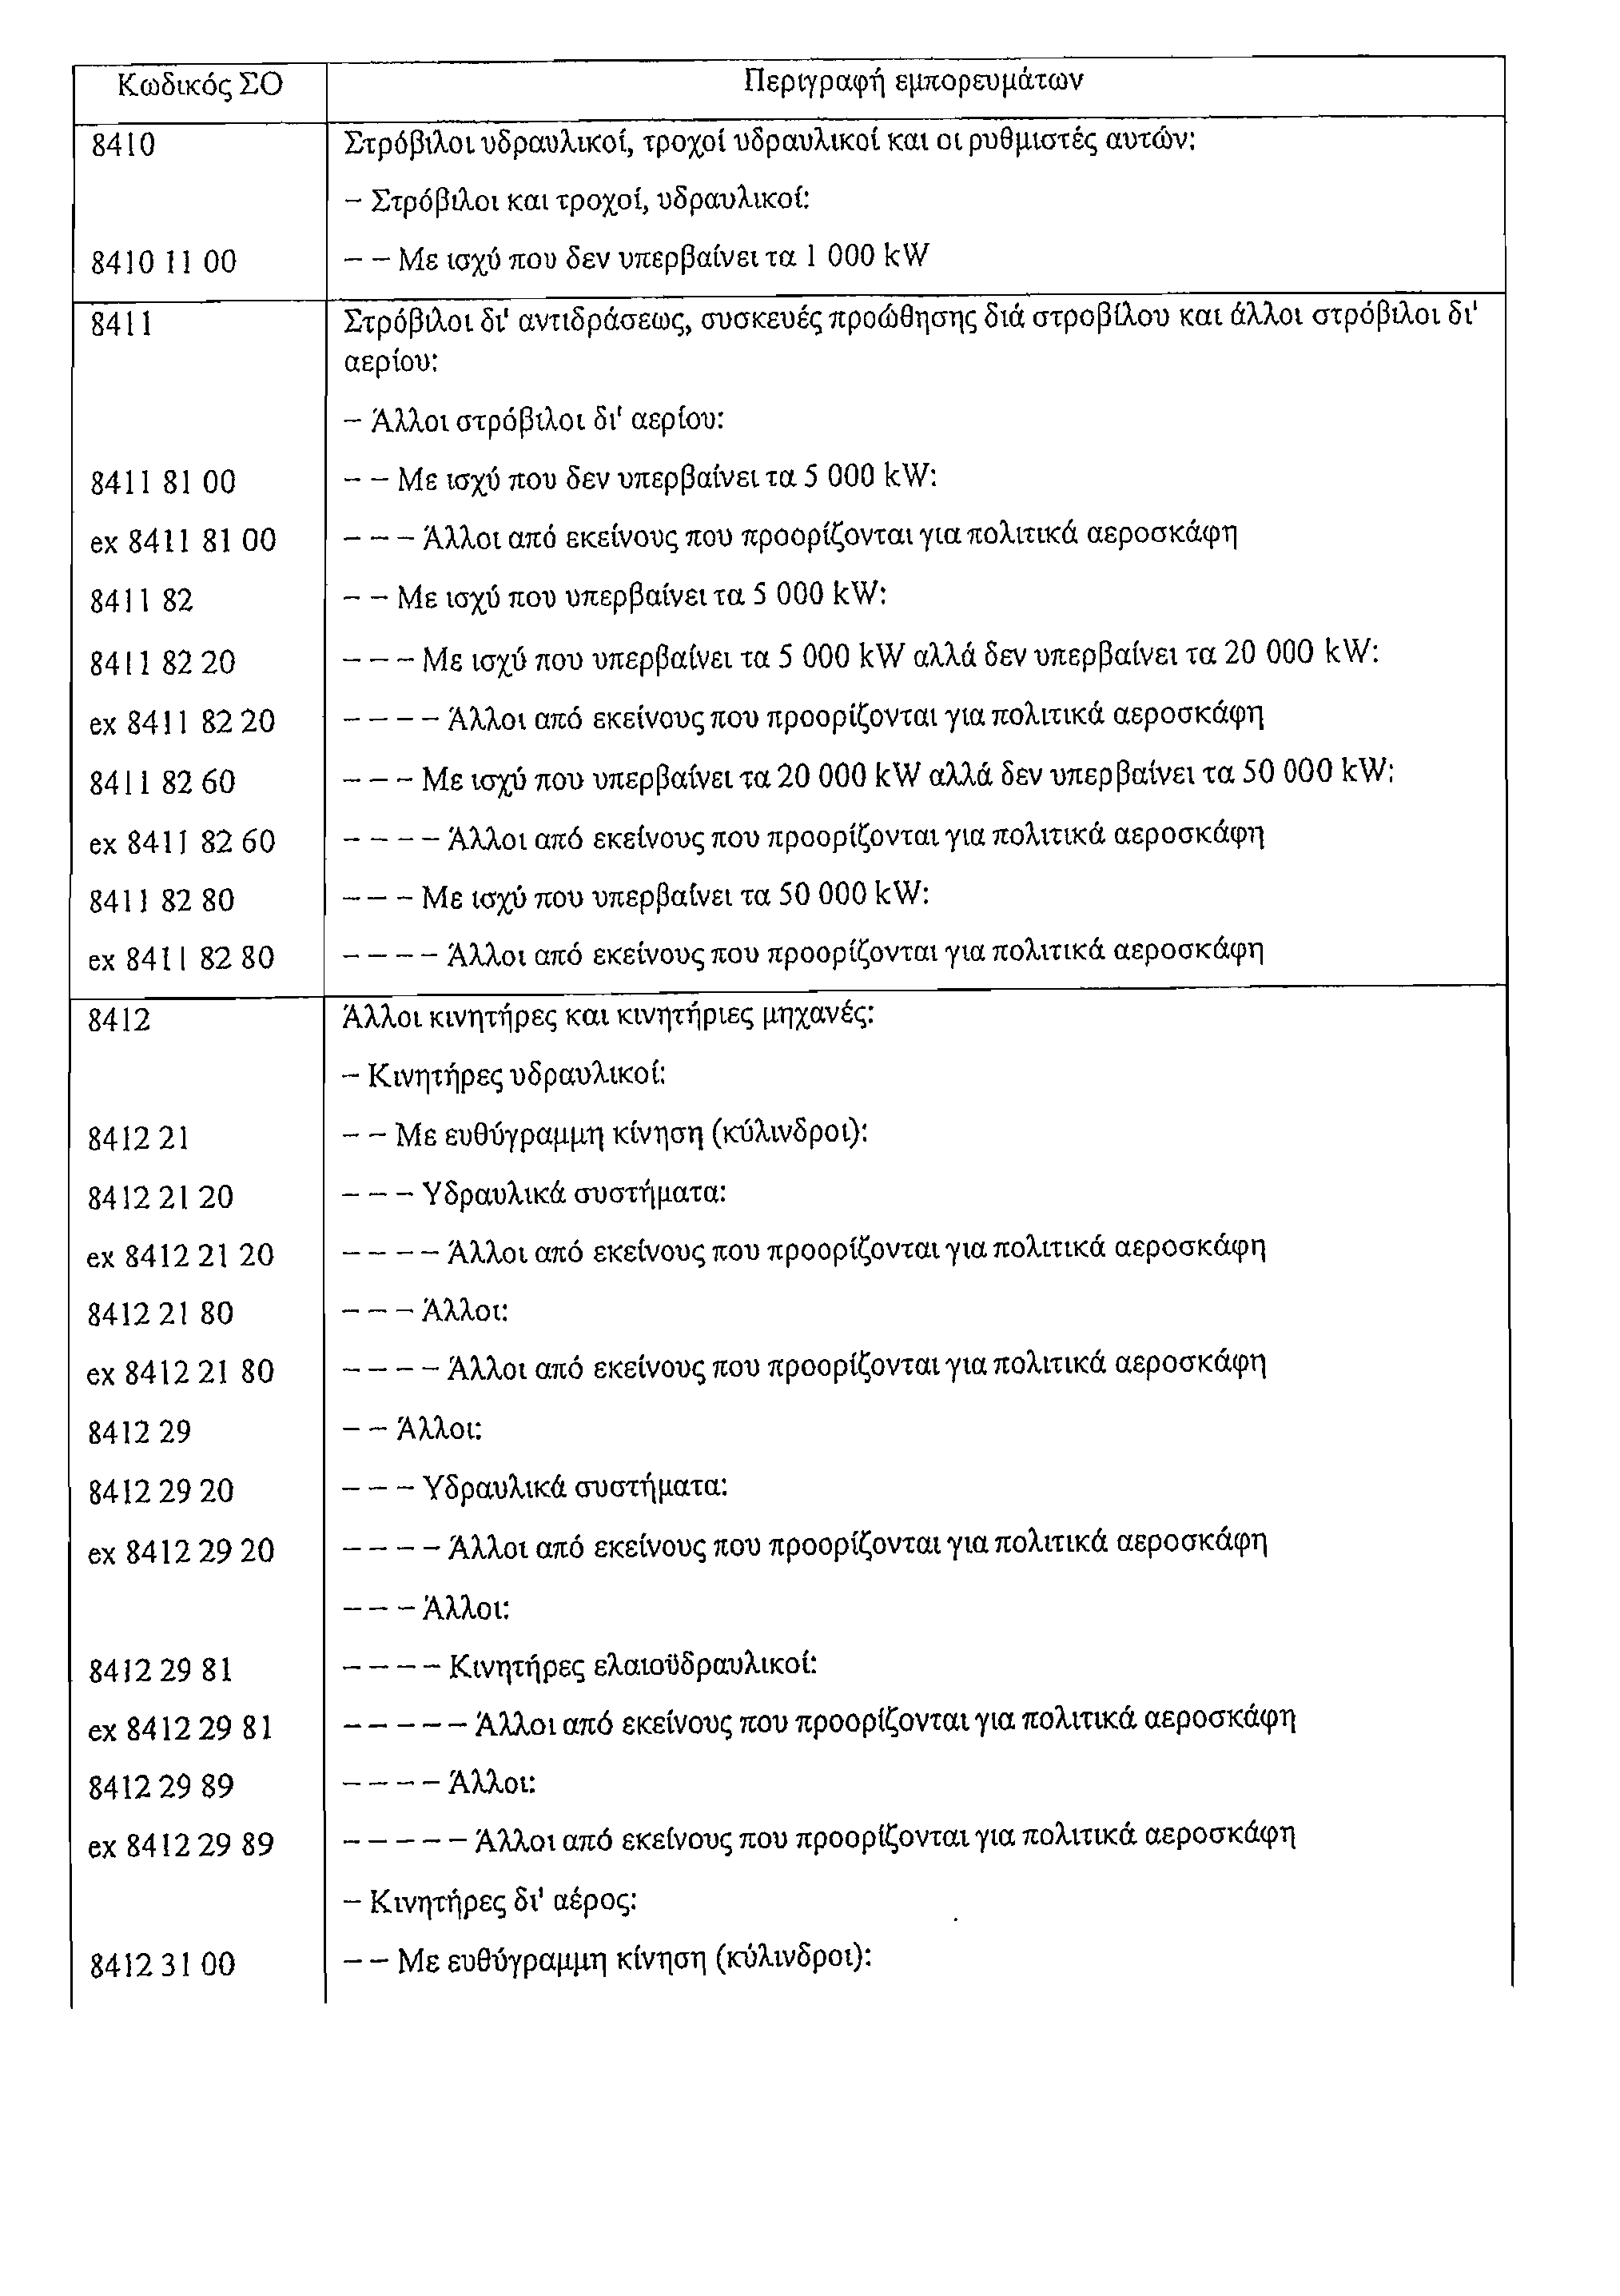 Κωδικός ΣΟ Περιγραφή εμπορευμάτων
8410 Στρόβιλοι υδραυλικοί, τροχοί υδραυλικοί και οι ρυθμιστές αυτών:
– Στρόβιλοι και τροχοί, υδραυλικοί:
8410 11 00 – – Με ισχύ που δεν υπερβαίνει τα 1 000 kW
8411 Στρόβιλοι δι' αντιδράσεως, συσκευές προώθησης διά στροβίλου και άλλοι στρόβιλοι δι'
αερίου:
– Άλλοι στρόβιλοι δι' αερίου:
8411 81 00 – – Με ισχύ που δεν υπερβαίνει τα 5 000 kW:
ex 8411 81 00 – – – Άλλοι από εκείνους που προορίζονται για πολιτικά αεροσκάφη
8411 82 – – Με ισχύ που υπερβαίνει τα 5 000 kW:
8411 82 20 – – – Με ισχύ που υπερβαίνει τα 5 000 kW αλλά δεν υπερβαίνει τα 20 000 kW:
ex 8411 82 20 – – – – Άλλοι από εκείνους που προορίζονται για πολιτικά αεροσκάφη
8411 82 60 – – – Με ισχύ που υπερβαίνει τα 20 000 kW αλλά δεν υπερβαίνει τα 50 000 kW:
ex 8411 82 60 – – – – Άλλοι από εκείνους που προορίζονται για πολιτικά αεροσκάφη
8411 82 80 – – – Με ισχύ που υπερβαίνει τα 50 000 kW:
ex 8411 82 80 – – – – Άλλοι από εκείνους που προορίζονται για πολιτικά αεροσκάφη
8412 Άλλοι κινητήρες και κινητήριες μηχανές:
– Κινητήρες υδραυλικοί:
8412 21 – – Με ευθύγραμμη κίνηση (κύλινδροι):
8412 21 20 – – – Υδραυλικά συστήματα:
ex 8412 21 20 – – – – Άλλοι από εκείνους που προορίζονται για πολιτικά αεροσκάφη
8412 21 80 – – – Άλλοι:
ex 8412 21 80 – – – – Άλλοι από εκείνους που προορίζονται για πολιτικά αεροσκάφη
8412 29 – – Άλλοι:
8412 29 20 – – – Υδραυλικά συστήματα:
ex 8412 29 20 – – – – Άλλοι από εκείνους που προορίζονται για πολιτικά αεροσκάφη
– – – Άλλοι:
8412 29 81 – – – – Κινητήρες ελαιοϋδραυλικοί:
ex 8412 29 81 – – – – – Άλλοι από εκείνους που προορίζονται για πολιτικά αεροσκάφη
8412 29 89 – – – – Άλλοι:
ex 8412 29 89 – – – – – Άλλοι από εκείνους που προορίζονται για πολιτικά αεροσκάφη
– Κινητήρες δι' αέρος:
8412 31 00 – – Με ευθύγραμμη κίνηση (κύλινδροι):